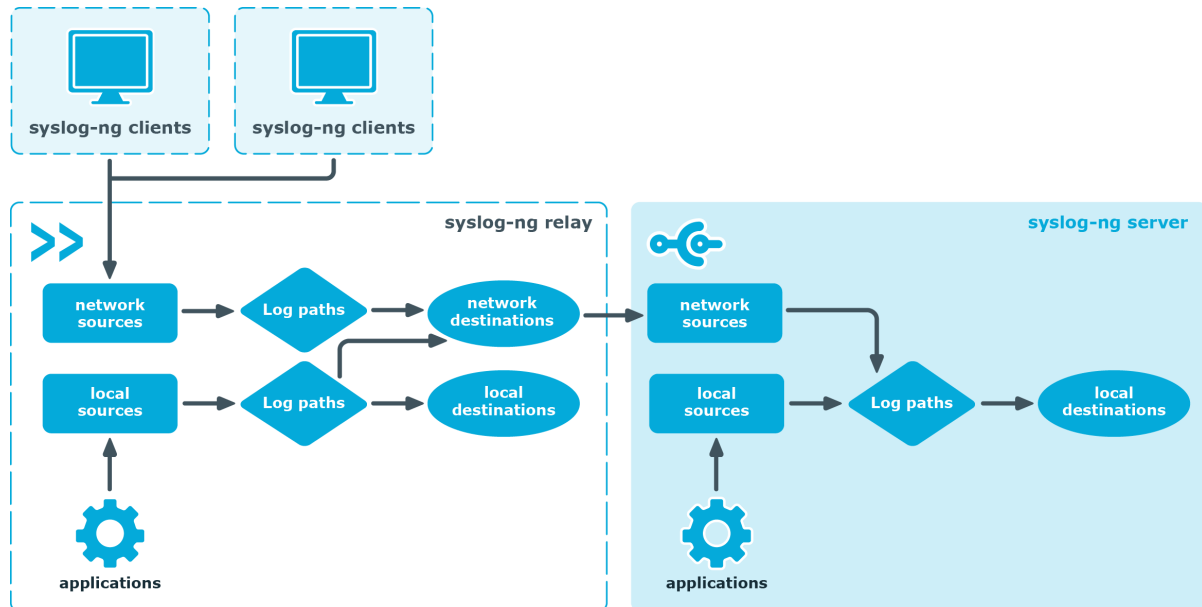 syslog-ng clients
syslog-ng clients
syslog-ng relay
network
sources
Log paths
network
destinations
local
sources
Log paths
local
destinations
applications
syslog-ng server
network
sources
local
sources
Log paths
local
destinations
applications